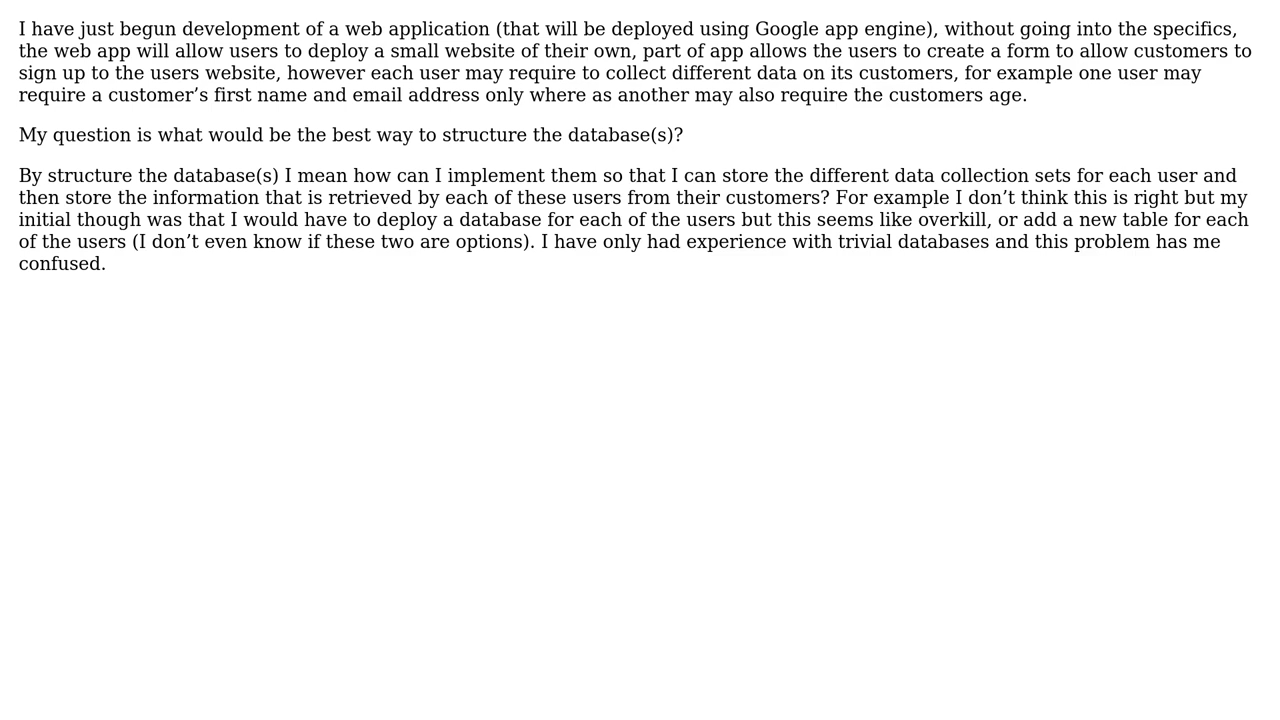 I have just begun development of a web application (that will be deployed using Google app engine), without going into the specifics,
the web app will allow users to deploy a small website of their own, part of app allows the users to create a form to allow customers to
sign up to the users website, however each user may require to collect different data on its customers, for example one user may
require a customer’s first name and email address only where as another may also require the customers age.
My question is what would be the best way to structure the database(s)?
By structure the database(s) I mean how can I implement them so that I can store the different data collection sets for each user and
then store the information that is retrieved by each of these users from their customers? For example I don’t think this is right but my
initial though was that I would have to deploy a database for each of the users but this seems like overkill, or add a new table for each
of the users (I don’t even know if these two are options). I have only had experience with trivial databases and this problem has me
confused.